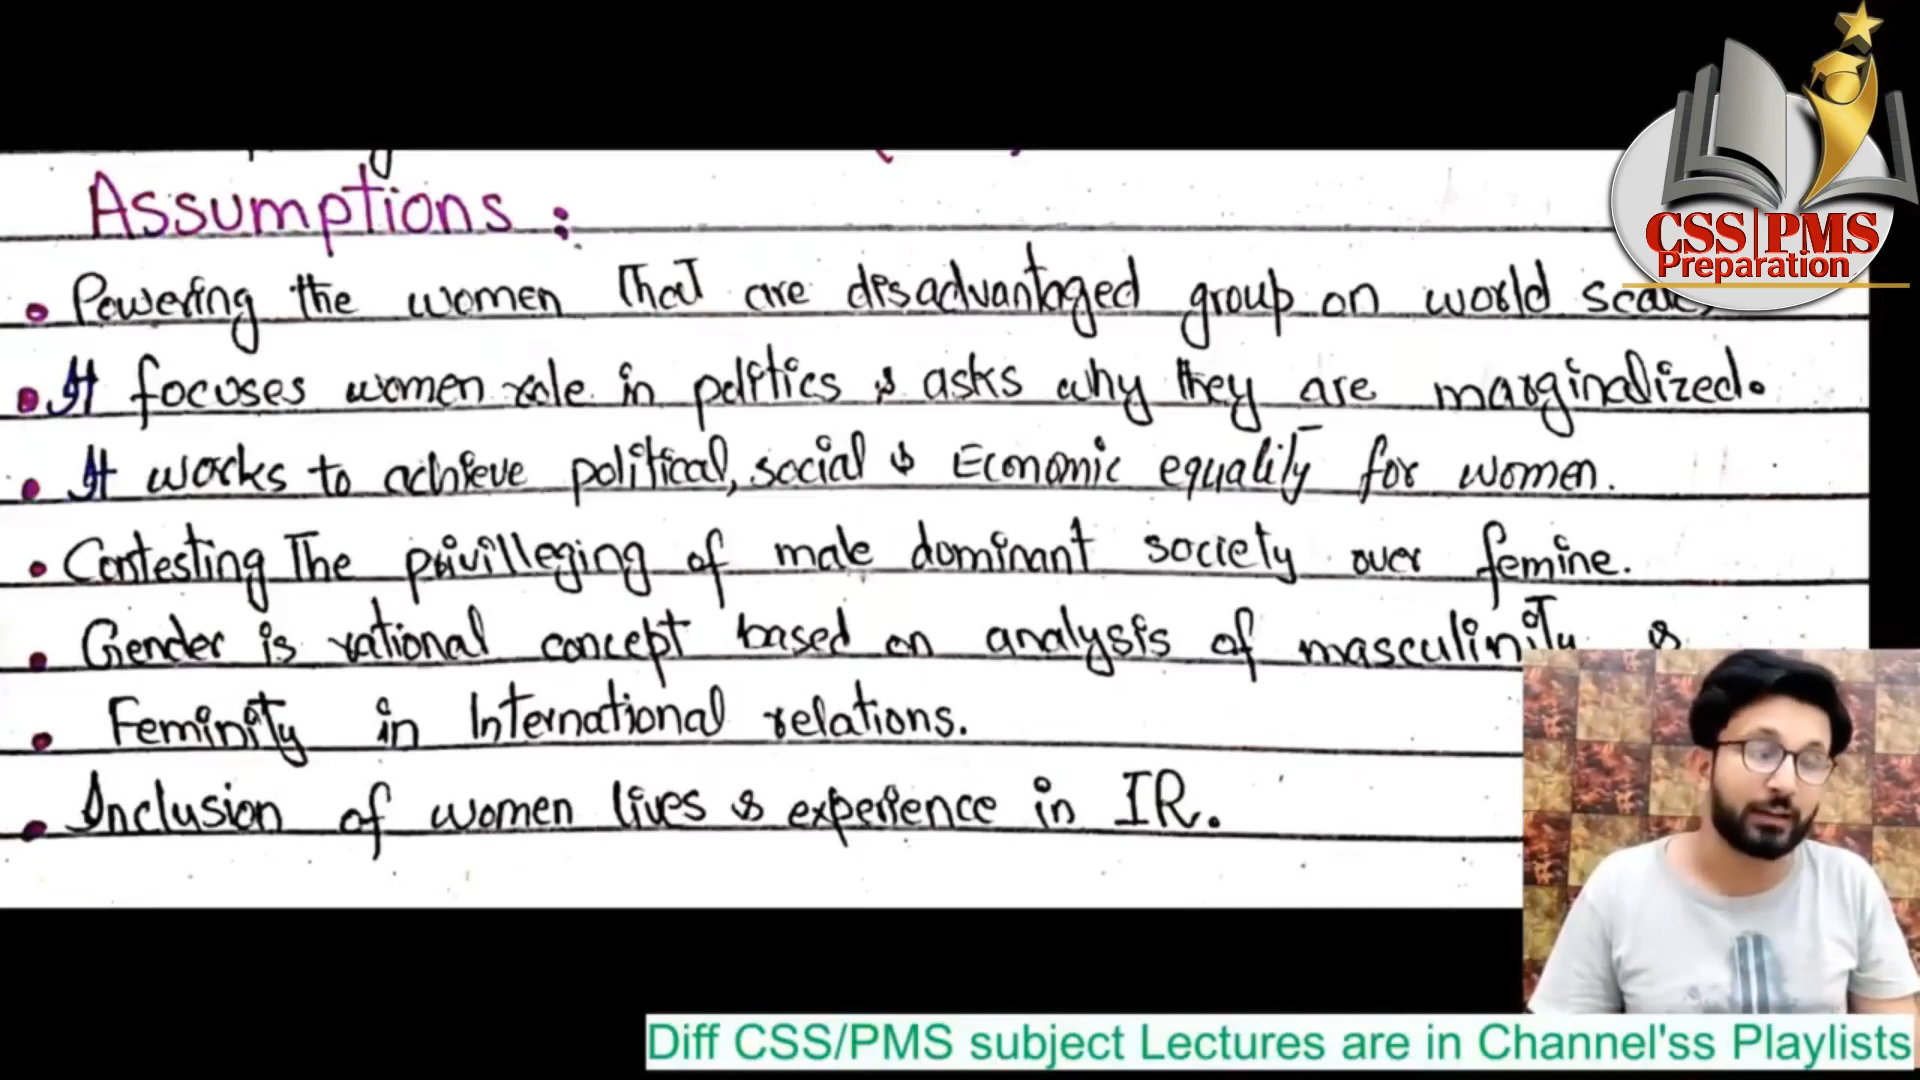 CSS|PMS
Preparation
Assumptions :
• Powering the women that are disadvantaged group on world scale,
• It focuses women role in politics & asks why they are marginalized.
• It works to achieve political, social & Economic equality for women.
• Contesting The privilleging of male dominant society over femine.
• Gender is rational concept based on analysis of masculinity &
• Feminity in International relations.
• Inclusion of women lives & experience in IR.
Diff CSS/PMS subject Lectures are in Channel'ss Playlists